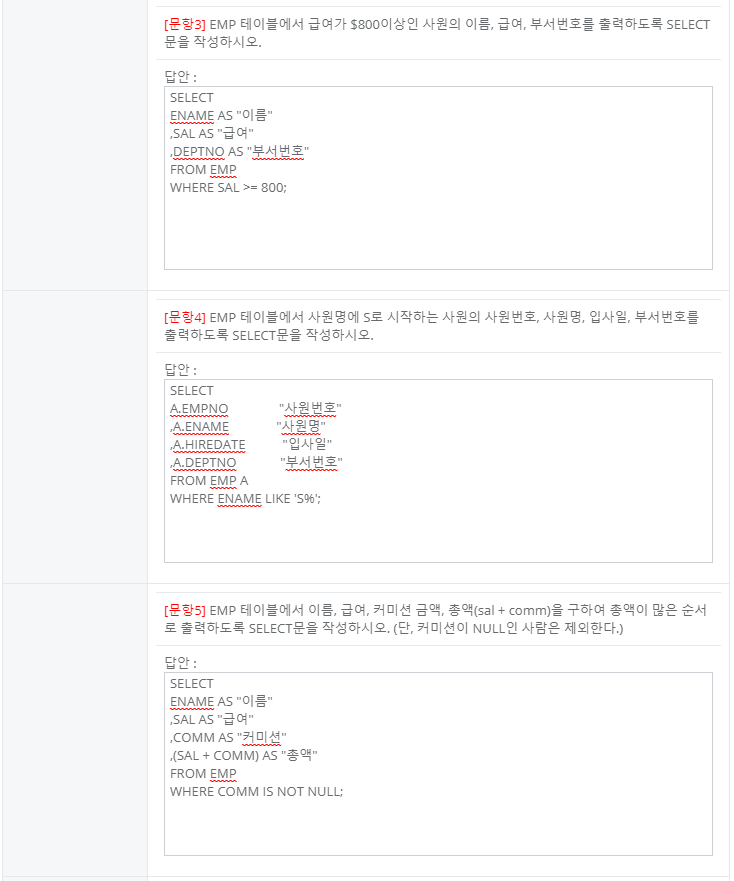 [문항3] EMP 테이블에서 급여가 $800이상인 사원의 이름, 급여, 부서번호를 출력하도록 SELECT
문을 작성하시오.
답안 :
SELECT
ENAME AS "이름"
,SAL AS "급여"
,DEPTNO AS "부서번호"
FROM EMP
WHERE SAL >= 800;
[문항4] EMP 테이블에서 사원명에 S로 시작하는 사원의 사원번호, 사원명, 입사일, 부서번호를
출력하도록 SELECT문을 작성하시오.
답안 :
SELECT
A.EMPNO "사원번호"
,A.ENAME "사원명"
,A.HIREDATE "입사일"
,A.DEPTNO "부서번호"
FROM EMP A
WHERE ENAME LIKE 'S%';
[문항5] EMP 테이블에서 이름, 급여, 커미션 금액, 총액(sal + comm)을 구하여 총액이 많은 순서
로 출력하도록 SELECT문을 작성하시오. (단, 커미션이 NULL인 사람은 제외한다.)
답안 :
SELECT
ENAME AS "이름"
,SAL AS "급여"
,COMM AS "커미션"
,(SAL + COMM) AS "총액"
FROM EMP
WHERE COMM IS NOT NULL;